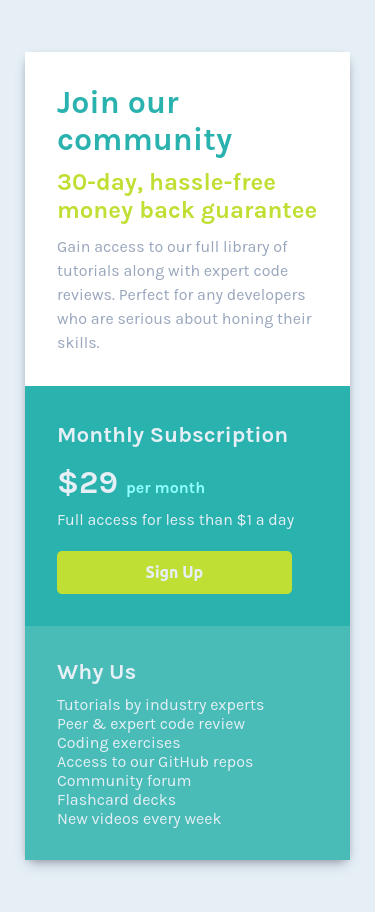 Join our
community
30-day, hassle-free
money back guarantee
Gain access to our full library of
tutorials along with expert code
reviews. Perfect for any developers
who are serious about honing their
skills.
Monthly Subscription
$29 per month
Full access for less than $1 a day
Sign Up
Why Us
Tutorials by industry experts
Peer & expert code review
Coding exercises
Access to our GitHub repos
Community forum
Flashcard decks
New videos every week